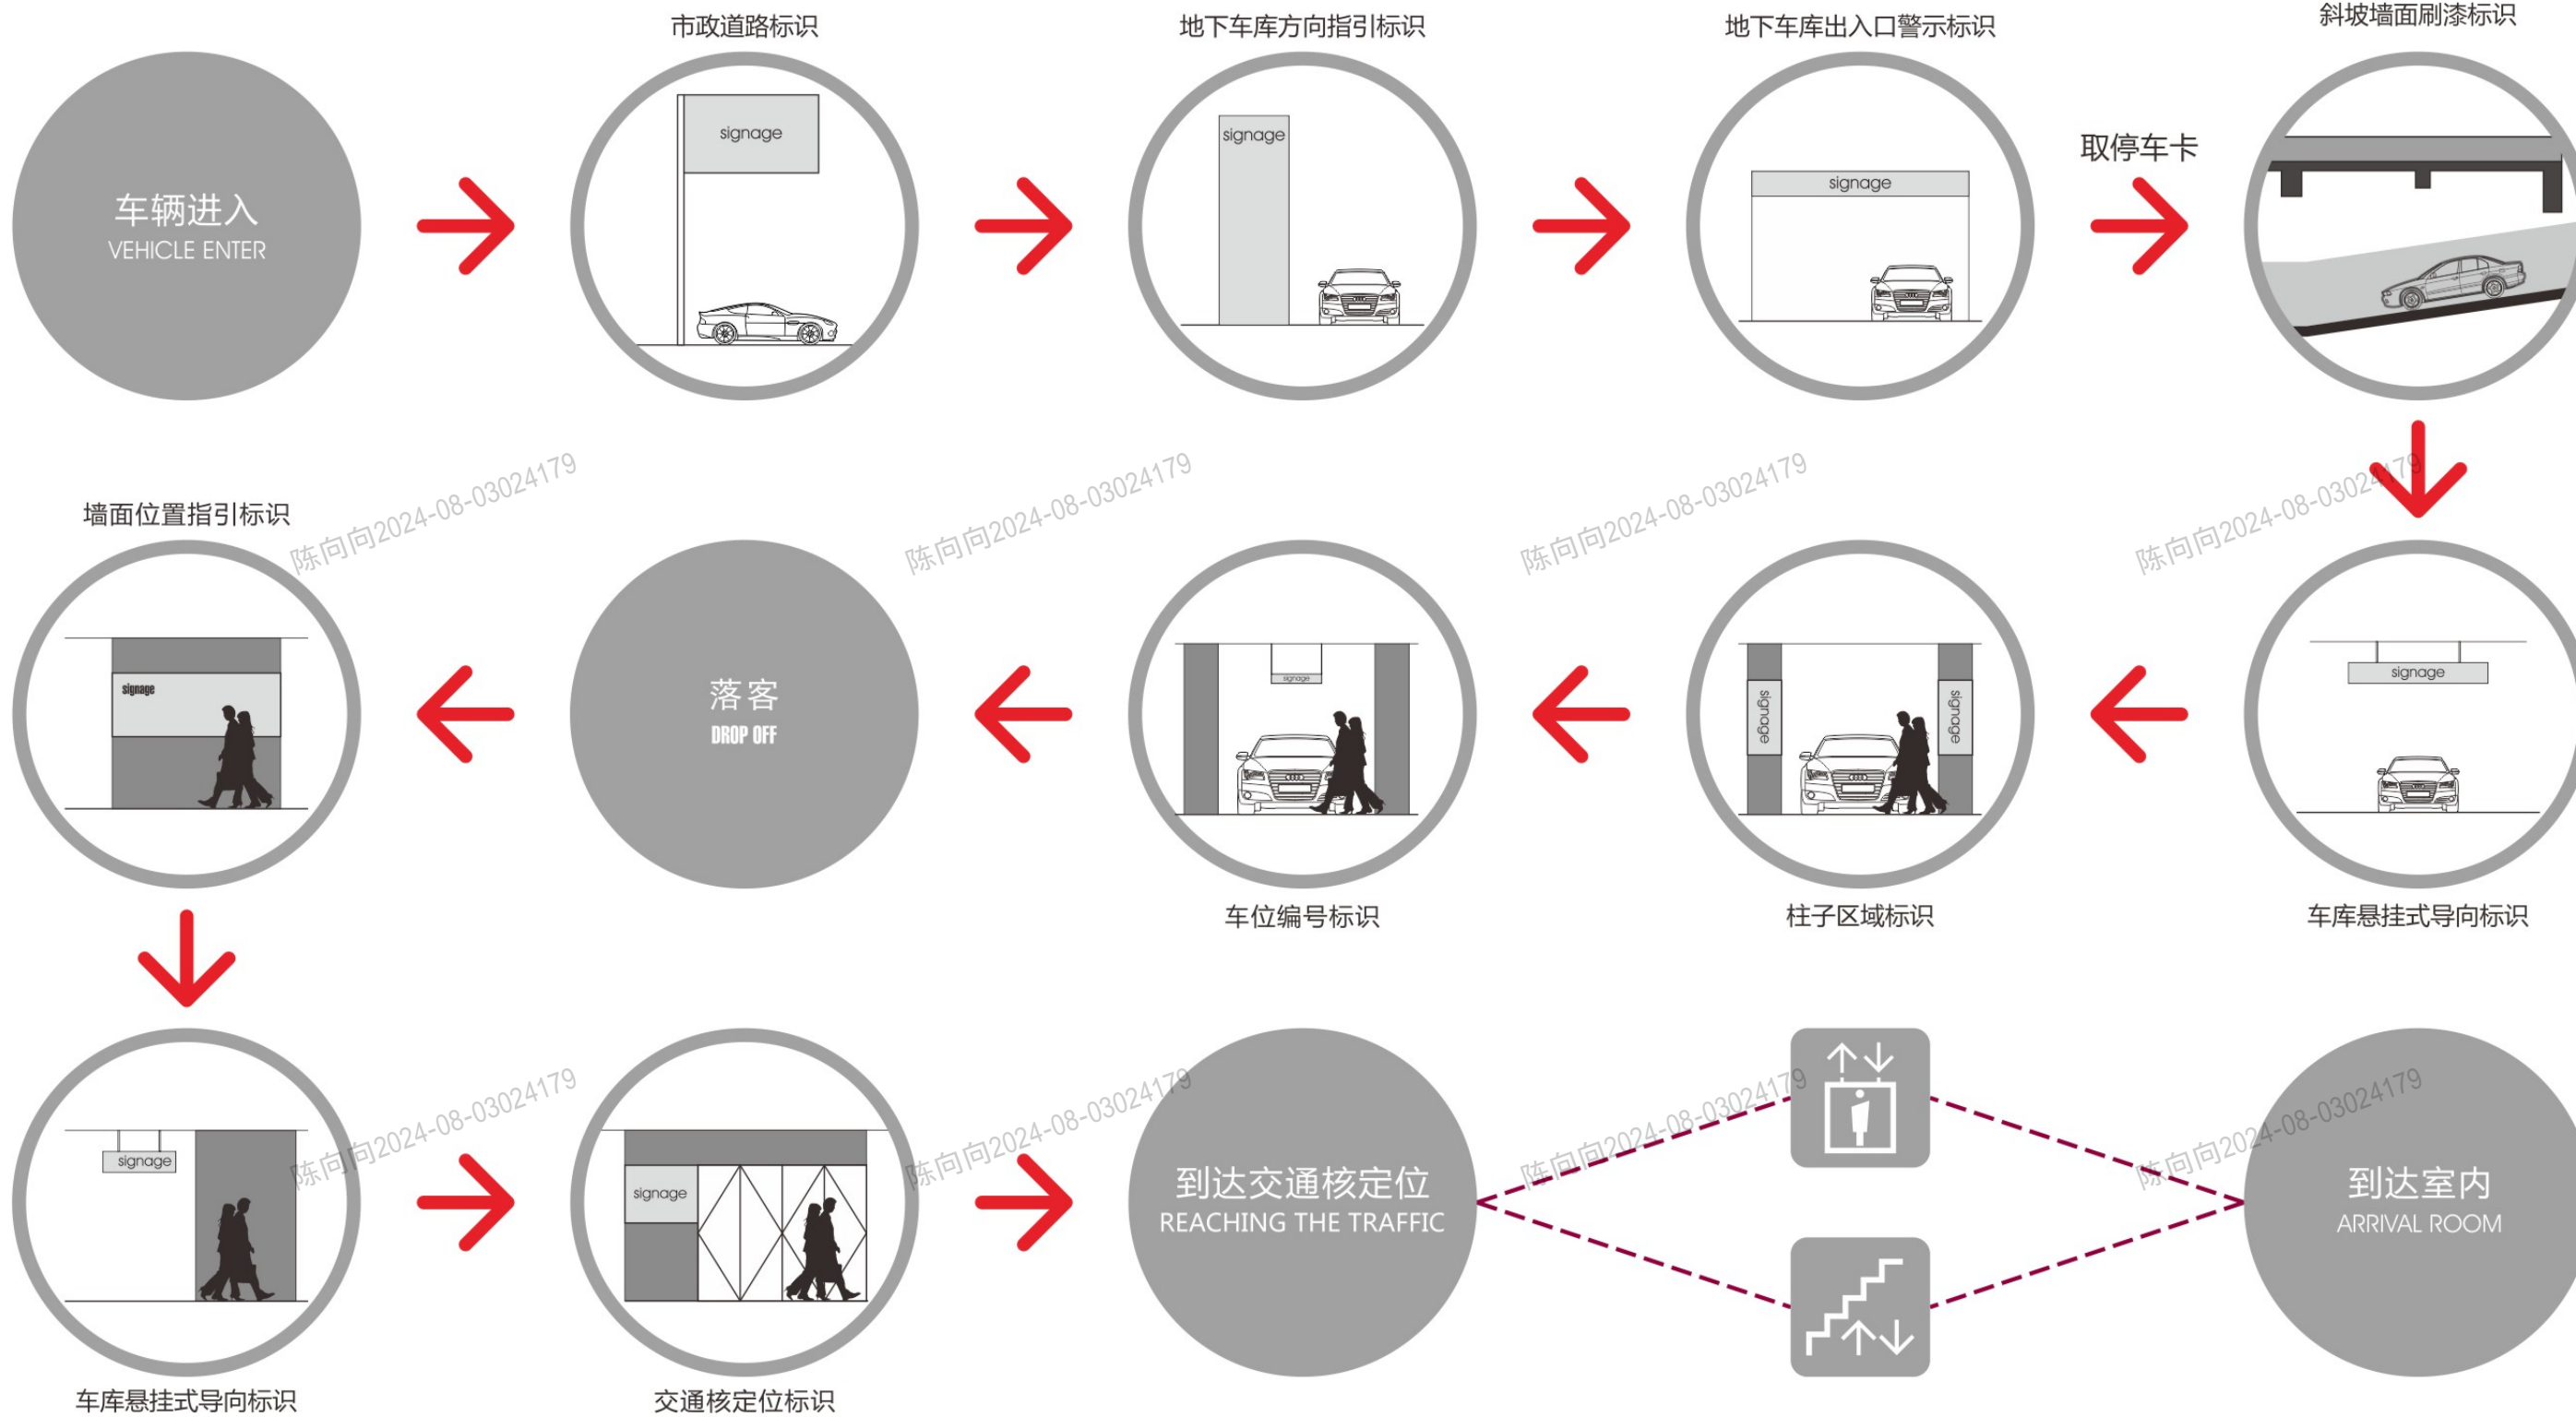 市政道路标识
地下车库方向指引标识
地下车库出入口警示标识
斜坡墙面刷漆标识
车辆进入
VEHICLE ENTER
signage
signage
signage
取停车卡
墙面位置指引标识
陈向向2024-08-03024179
陈向向2024-08-03024179
陈向向2024-08-03024179
陈向向2024-08-03024179
signage
落客
DROP OFF
signage
signage
signage
signage
车位编号标识
柱子区域标识
车库悬挂式导向标识
陈向向2024-08-03024179
陈向向2024-08-03024179
陈向向2024-08-03024179
陈向向2024-08-03024179
signage
signage
到达交通核定位
REACHING THE TRAFFIC
到达室内
ARRIVAL ROOM
车库悬挂式导向标识
交通核定位标识